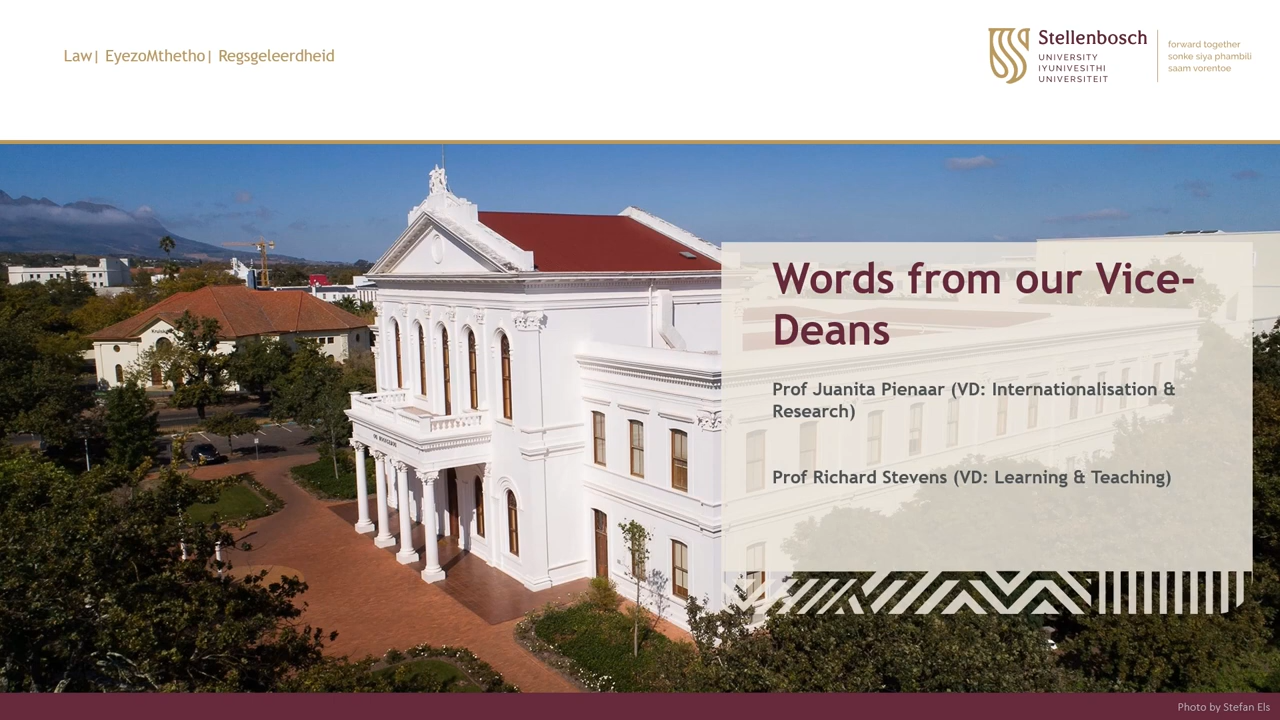 Law| EyezoMthetho| Regsgeleerdheid
Stellenbosch
UNIVERSITY
IYUNIVESITHI
UNIVERSITEIT
forward together
sonke siya phambili
saam vorentoe
Words from our Vice-
Deans
Prof Juanita Pienaar (VD: Internationalisation &
Research)
Prof Richard Stevens (VD: Learning & Teaching)
Photo by Stefan Els